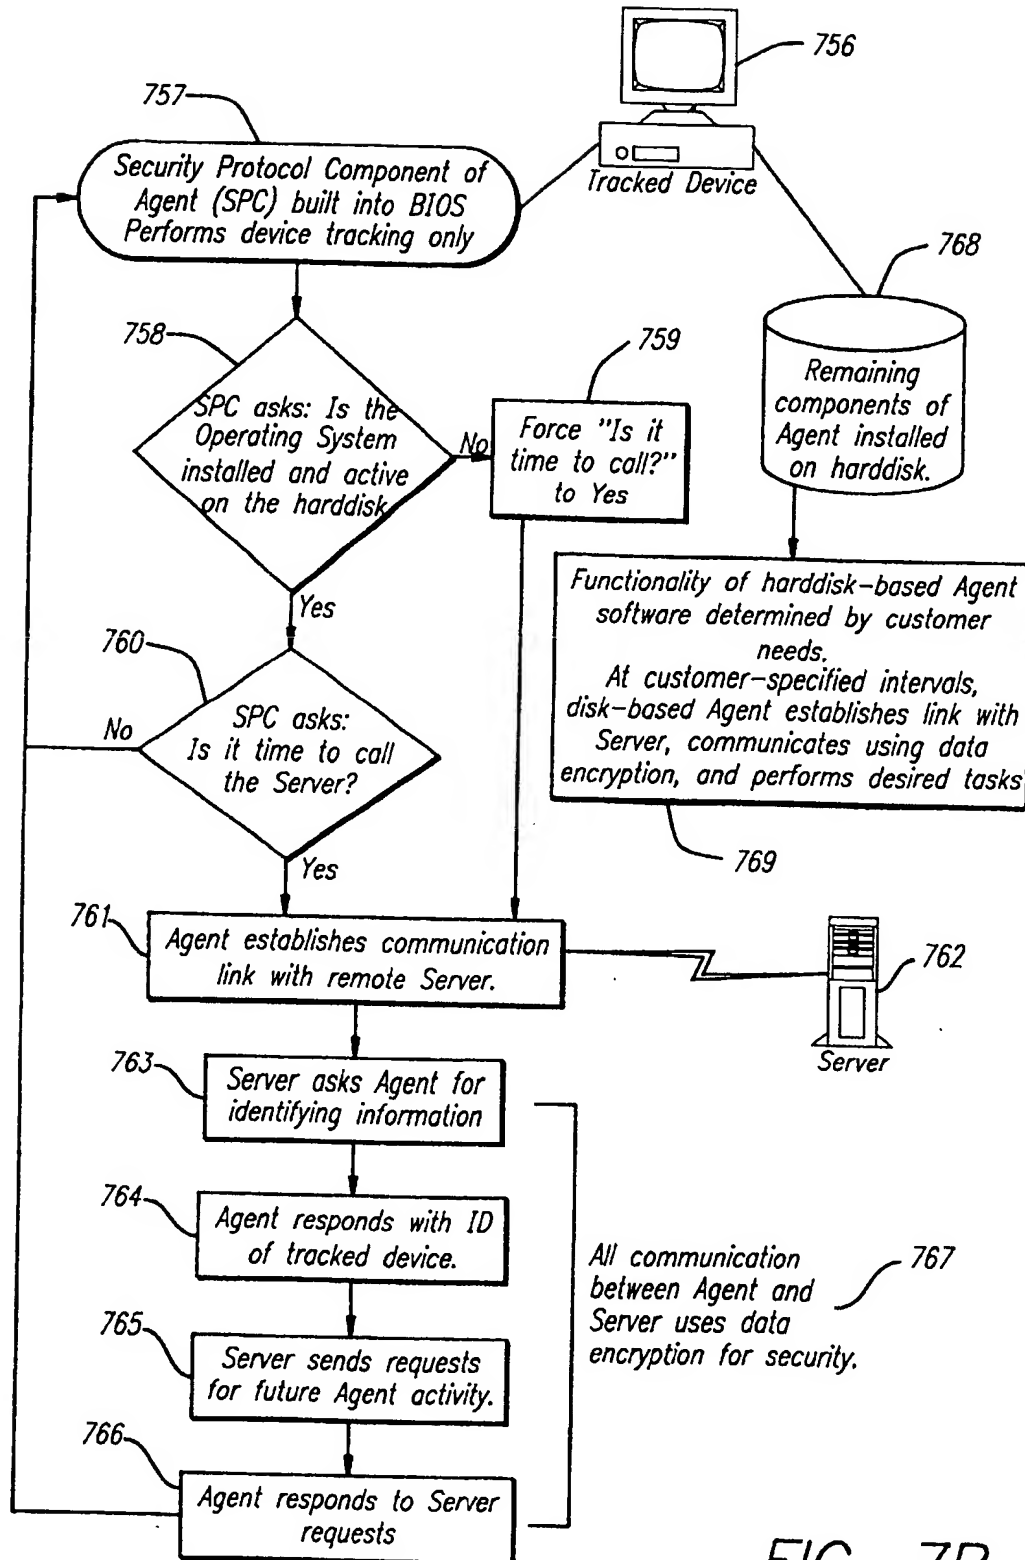 756
757
Security Protocol Component of
Agent (SPC) built into BIOS
Performs device tracking only
Tracked Device
768
758
759
SPC asks: Is the
Operating System
installed and active
on the harddisk
No
Force "Is it
time to call?"
to Yes
Remaining
components of
Agent installed
on harddisk.
Yes
Functionality of harddisk-based Agent
software determined by customer
needs.
At customer-specified intervals,
disk-based Agent establishes link with
Server, communicates using data
encryption, and performs desired tasks
769
760
No
SPC asks:
Is it time to call
the Server?
Yes
761
Agent establishes communication
link with remote Server.
762
Server
763
Server asks Agent for
identifying information
764
Agent responds with ID
of tracked device.
All communication
between Agent and
Server uses data
encryption for security.
767
765
Server sends requests
for future Agent activity.
766
Agent responds to Server
requests